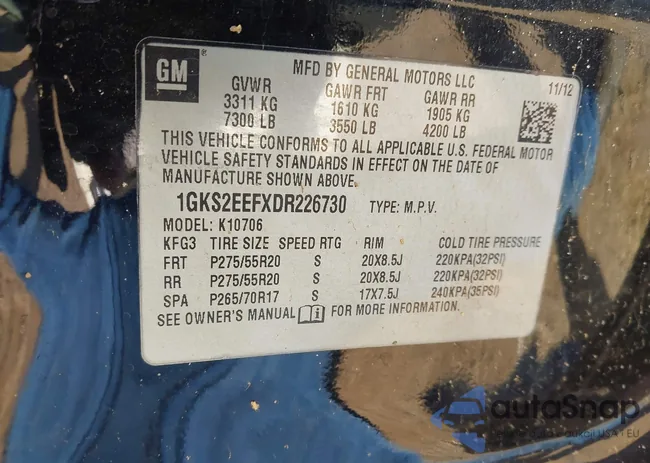 GM ®
MFD BY GENERAL MOTORS LLC
11/12
GVWR GAWR FRT GAWR RR
3311 KG 1610 KG 1905 KG
7300 LB 3550 LB 4200 LB
THIS VEHICLE CONFORMS TO ALL APPLICABLE U.S. FEDERAL MOTOR
VEHICLE SAFETY STANDARDS IN EFFECT ON THE DATE OF
MANUFACTURE SHOWN ABOVE.
1GKS2EEFXDR226730 TYPE: M.P.V.
MODEL: K10706
KFG3 TIRE SIZE SPEED RTG RIM COLD TIRE PRESSURE
FRT P275/55R20 S 20X8.5J 220KPA(32PSI)
RR P275/55R20 S 20X8.5J 220KPA(32PSI)
SPA P265/70R17 S 17X7.5J 240KPA(35PSI)
SEE OWNER'S MANUAL FOR MORE INFORMATION.
autoSnap
USA | EU